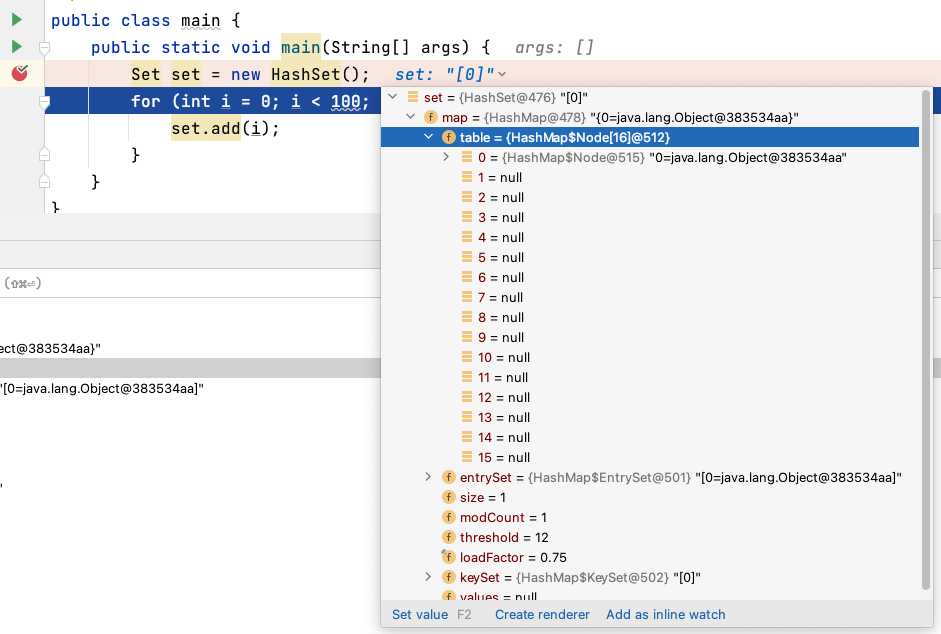 public class main {
public static void main(String[] args) { args: []
Set set = new HashSet(); set: "[0]"
for (int i = 0; i < 100;
set.add(i);
}
}
}
(⇧⌘⏎)
ect@383534aa}"
"[0=java.lang.Object@383534aa]"
"
set = {HashSet@476} "[0]"
map = {HashMap@478} "{0=java.lang.Object@383534aa}"
table = {HashMap$Node[16]@512}
0 = {HashMap$Node@515} "0=java.lang.Object@383534aa"
1 = null
2 = null
3 = null
4 = null
5 = null
6 = null
7 = null
8 = null
9 = null
10 = null
11 = null
12 = null
13 = null
14 = null
15 = null
entrySet = {HashMap$EntrySet@501} "[0=java.lang.Object@383534aa]"
size = 1
modCount = 1
threshold = 12
loadFactor = 0.75
keySet = {HashMap$KeySet@502} "[0]"
values = null
Set value F2 Create renderer Add as inline watch